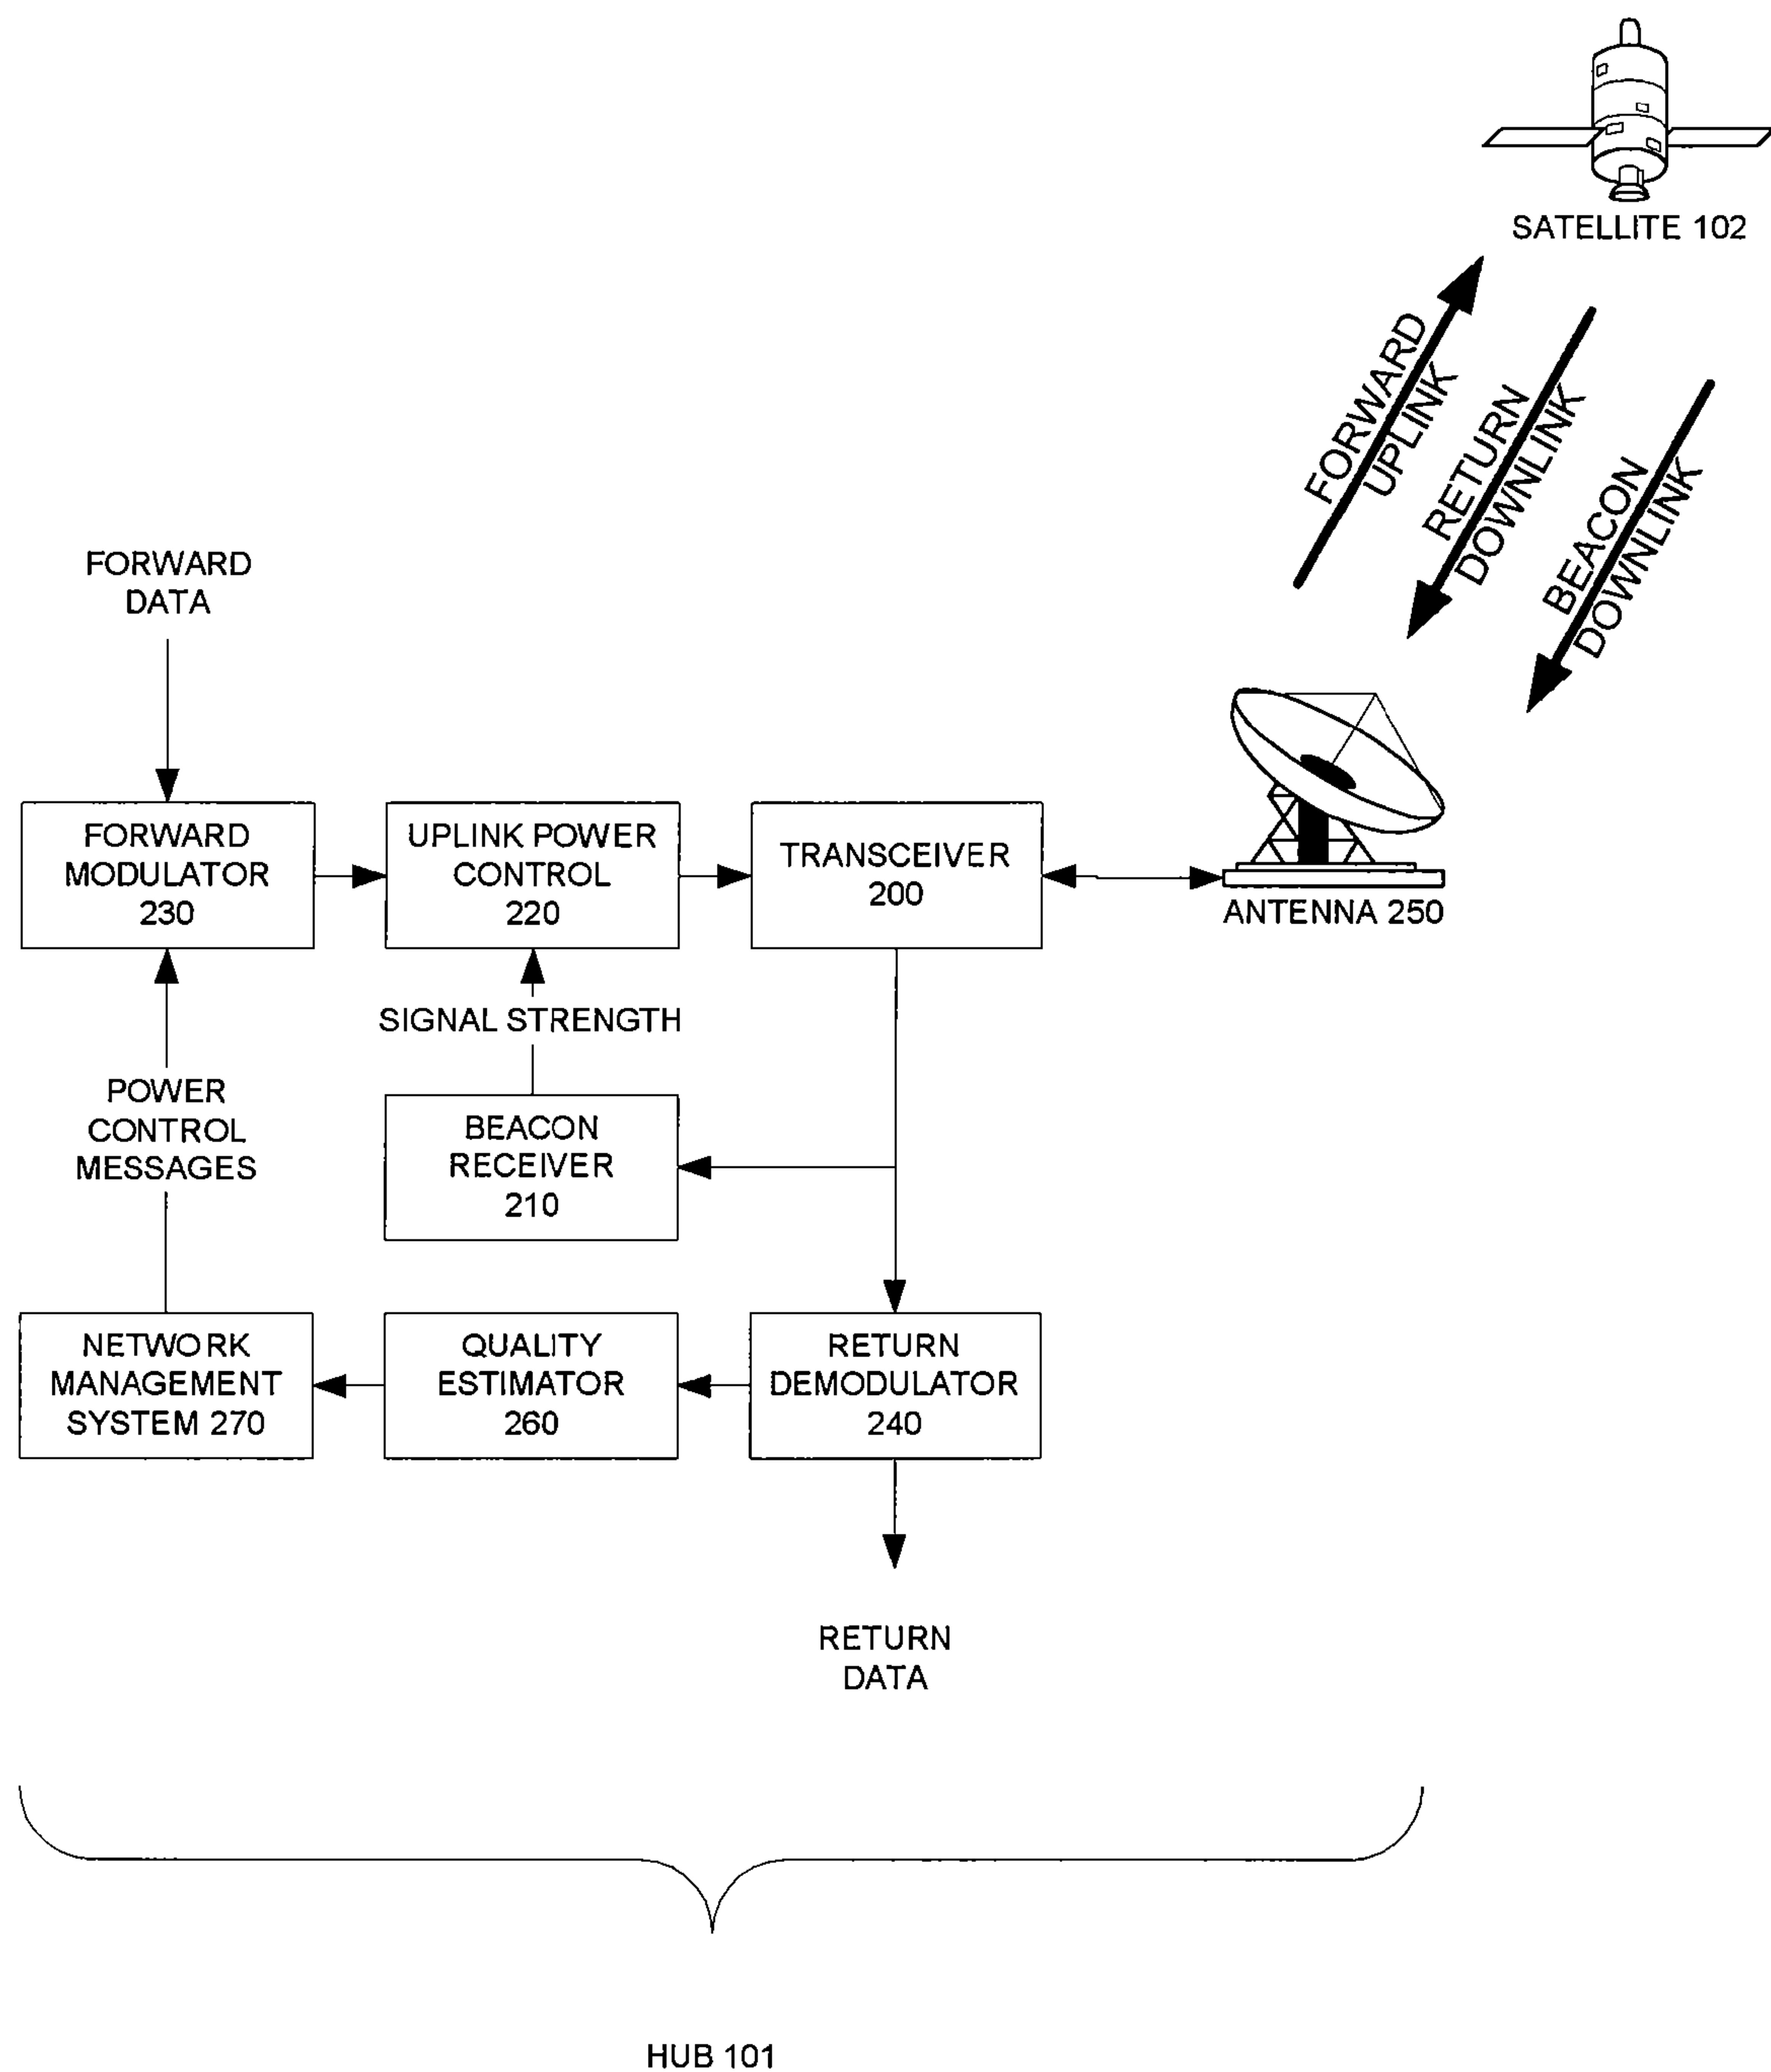 SATELLITE 102
FORWARD
UPLINK
RETURN
DOWNLINK
BEACON
DOWNLINK
FORWARD
DATA
FORWARD
MODULATOR
230
UPLINK POWER
CONTROL
220
TRANSCEIVER
200
ANTENNA 250
SIGNAL STRENGTH
POWER
CONTROL
MESSAGES
BEACON
RECEIVER
210
NETWORK
MANAGEMENT
SYSTEM 270
QUALITY
ESTIMATOR
260
RETURN
DEMODULATOR
240
RETURN
DATA
HUB 101